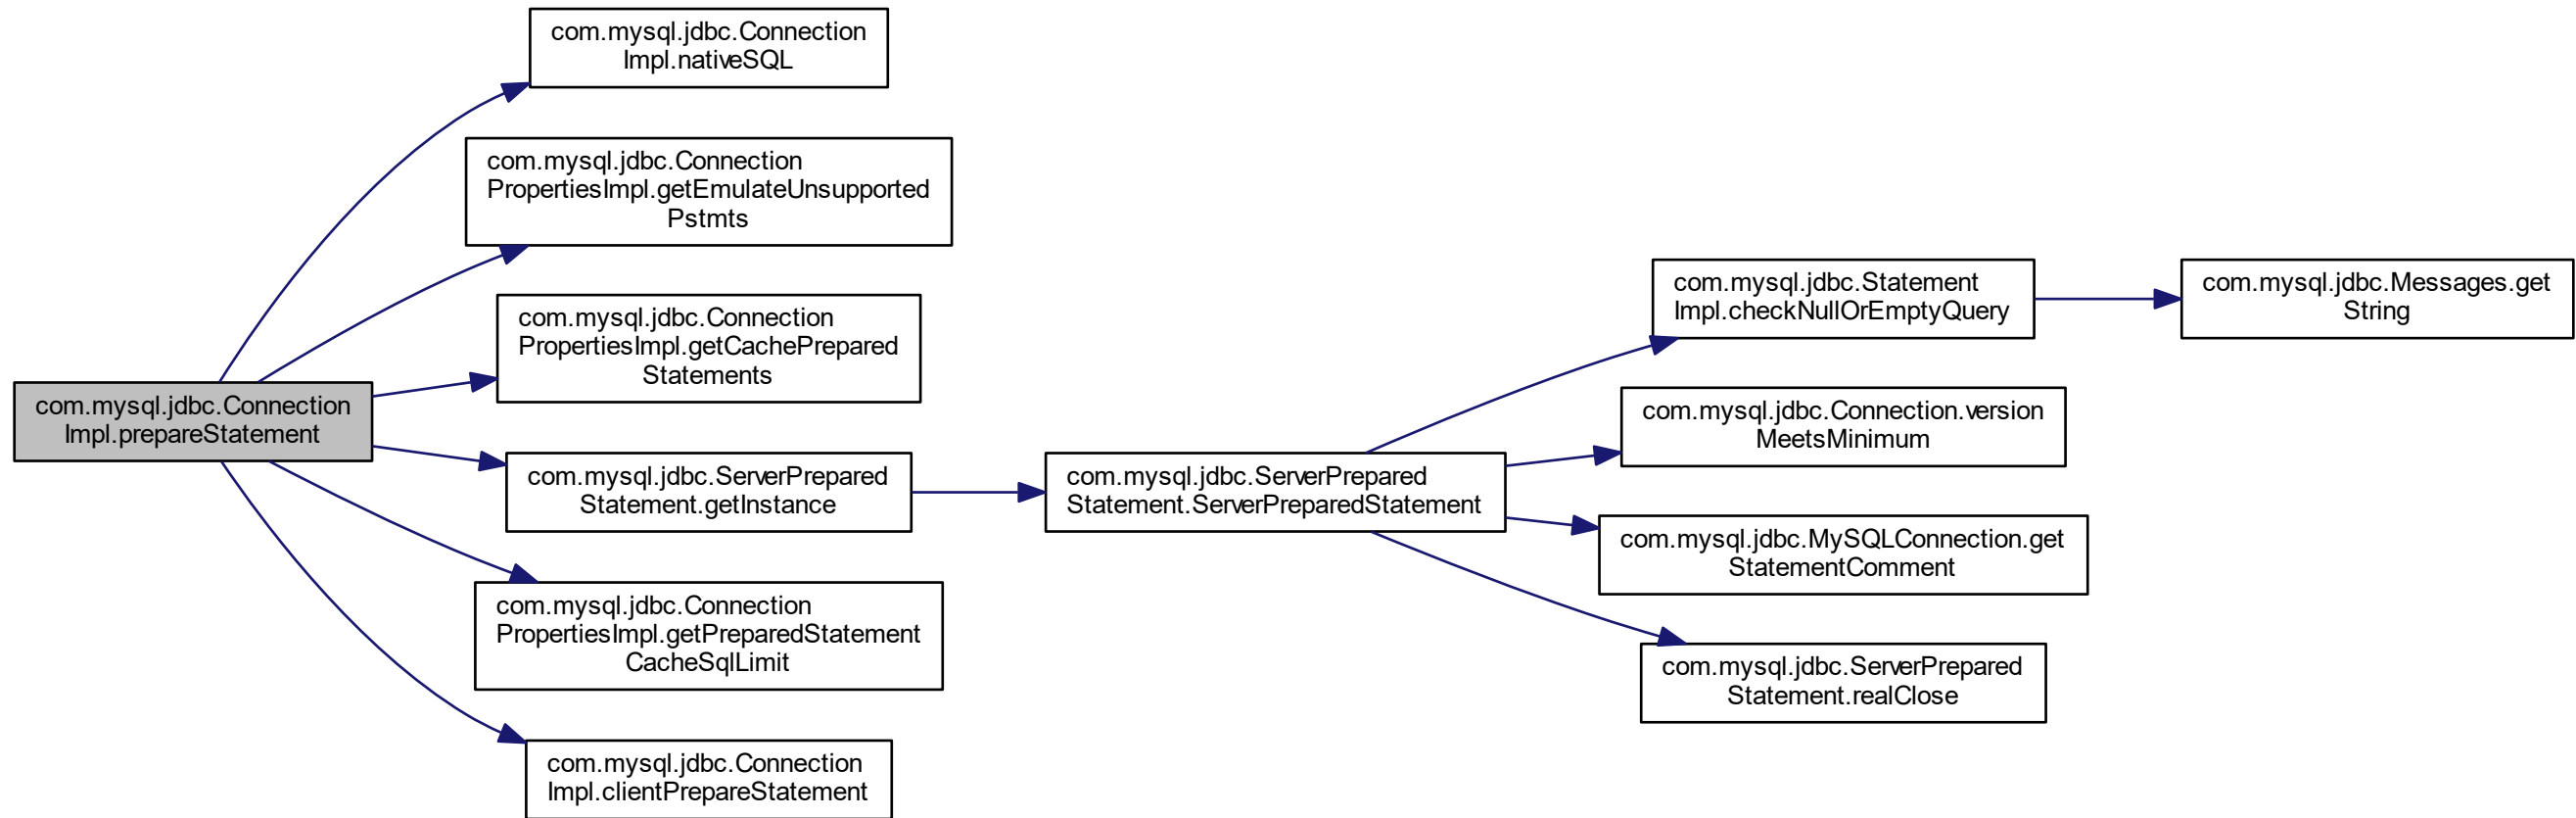 com.mysql.jdbc.Connection
Impl.nativeSQL
com.mysql.jdbc.Connection
PropertiesImpl.getEmulateUnsupported
Pstmts
com.mysql.jdbc.Connection
PropertiesImpl.getCachePrepared
Statements
com.mysql.jdbc.Connection
Impl.prepareStatement
com.mysql.jdbc.ServerPrepared
Statement.getInstance
com.mysql.jdbc.Connection
PropertiesImpl.getPreparedStatement
CacheSqlLimit
com.mysql.jdbc.Connection
Impl.clientPrepareStatement
com.mysql.jdbc.ServerPrepared
Statement.ServerPreparedStatement
com.mysql.jdbc.Statement
Impl.checkNullOrEmptyQuery
com.mysql.jdbc.Connection.version
MeetsMinimum
com.mysql.jdbc.MySQLConnection.get
StatementComment
com.mysql.jdbc.ServerPrepared
Statement.realClose
com.mysql.jdbc.Messages.get
String